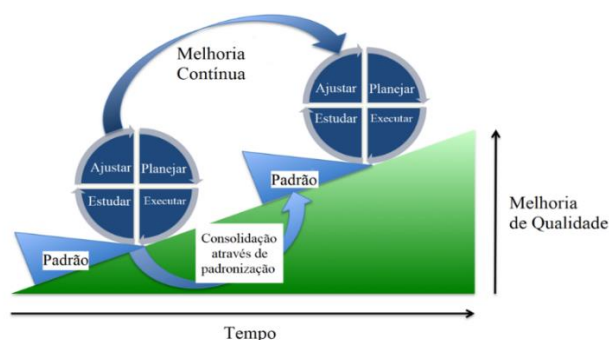 Melhoria
Contínua
Ajustar Planejar
Estudar Executar
Ajustar Planejar
Estudar Executar
Padrão
Padrão
Consolidação
através de
padronização
Melhoria
de Qualidade
Tempo